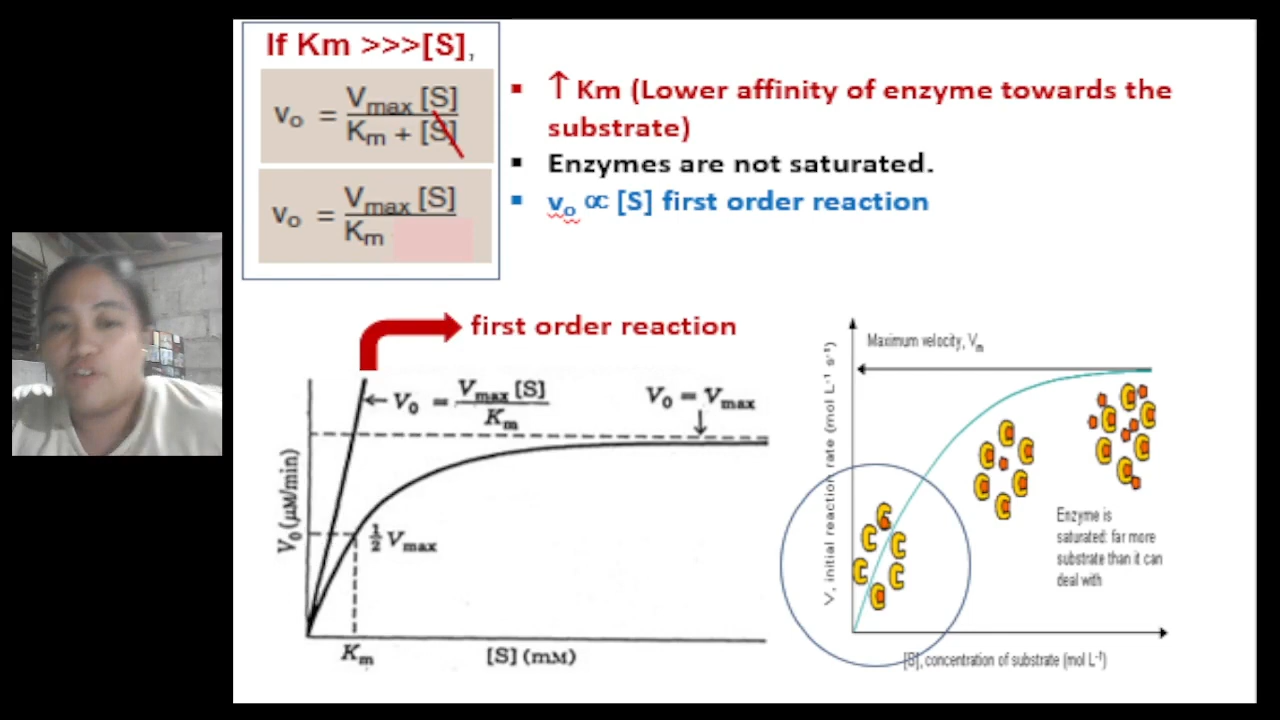 If Km >>>[S],
v₀ = Vmax [S]
Km + [S]
v₀ = Vmax [S]
Km
▪ ↑ Km (Lower affinity of enzyme towards the
substrate)
▪ Enzymes are not saturated.
▪ v₀ ∝ [S] first order reaction
first order reaction
← V₀ = Vmax [S]
Km
V₀ = Vmax
V₀ (μM/min)
½ Vmax
Km
[S] (mM)
Maximum velocity, Vm
V, initial reaction rate (mol L⁻¹ s⁻¹)
Enzyme is
saturated: far more
substrate than it can
deal with
[S], concentration of substrate (mol L⁻¹)